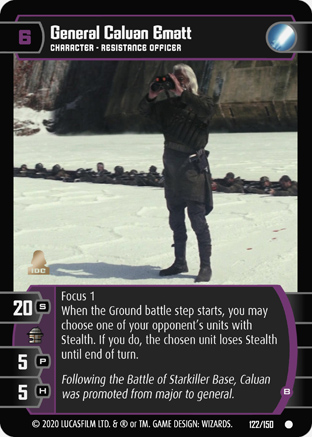 6
General Caluan Ematt
CHARACTER • RESISTANCE OFFICER
IDC
20 S
5 P
5 H
Focus 1
When the Ground battle step starts, you may
choose one of your opponent's units with
Stealth. If you do, the chosen unit loses Stealth
until end of turn.
Following the Battle of Starkiller Base, Caluan
was promoted from major to general.
B
© 2020 LUCASFILM LTD. & ® or TM. GAME DESIGN: WIZARDS.
122/150